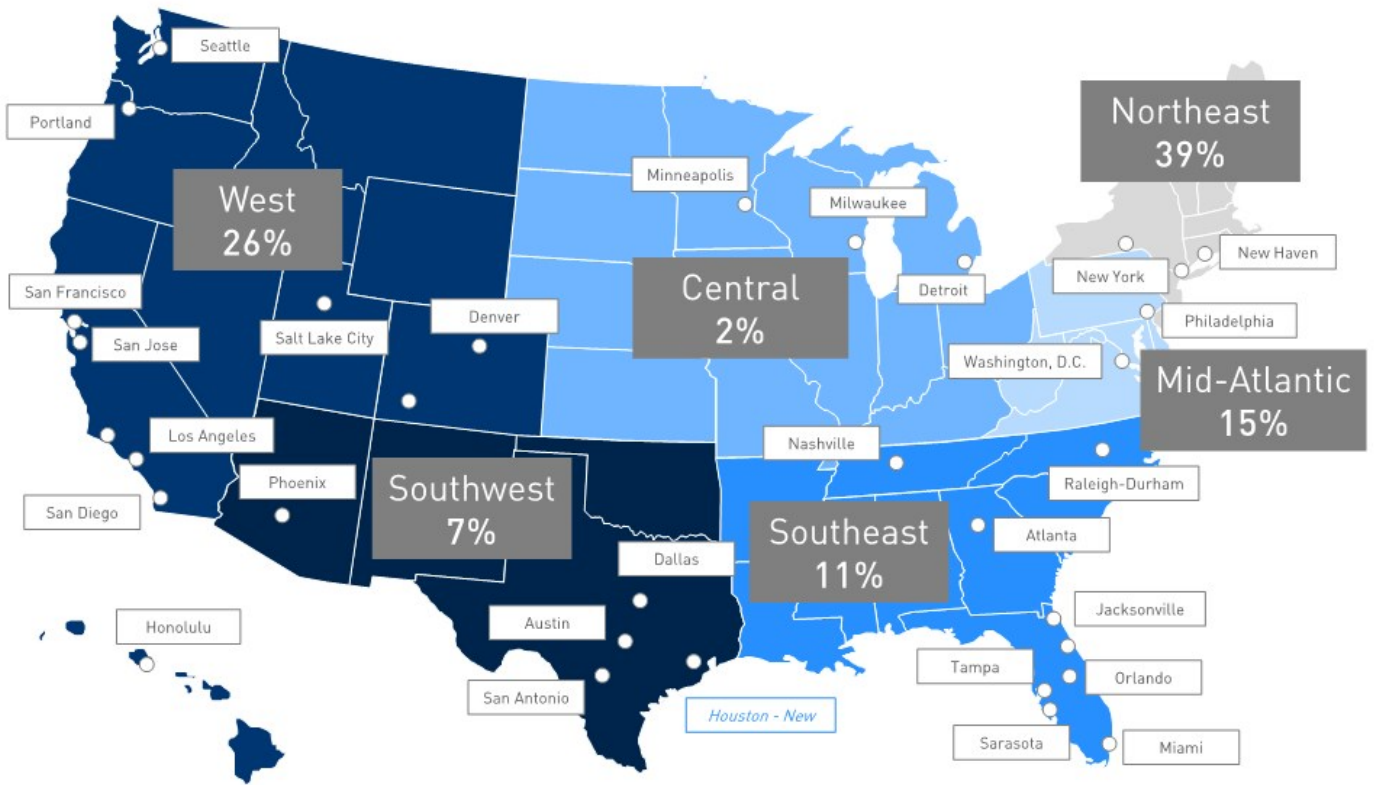 Seattle
Portland
West
26%
San Francisco
San Jose
Salt Lake City
Denver
Los Angeles
San Diego
Phoenix
Southwest
7%
Dallas
Austin
San Antonio
Houston - New
Honolulu
Minneapolis
Milwaukee
Central
2%
Detroit
Northeast
39%
New York
New Haven
Philadelphia
Washington, D.C.
Mid-Atlantic
15%
Nashville
Raleigh-Durham
Southeast
11%
Atlanta
Jacksonville
Tampa
Orlando
Sarasota
Miami